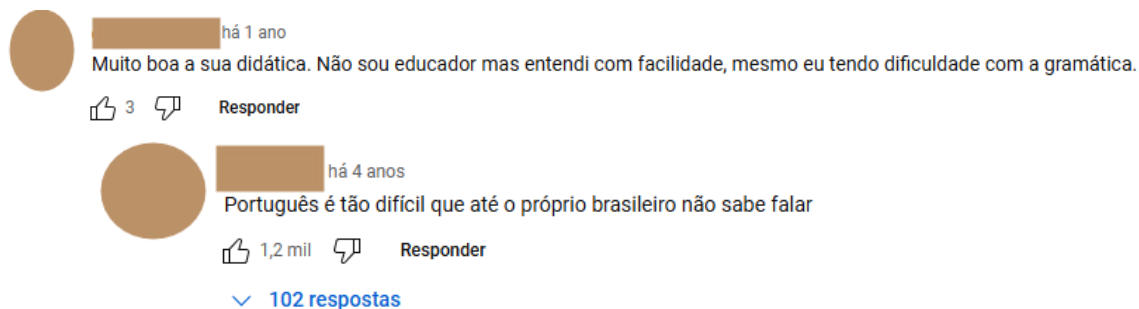 há 1 ano
Muito boa a sua didática. Não sou educador mas entendi com facilidade, mesmo eu tendo dificuldade com a gramática.
3 Responder
há 4 anos
Português é tão difícil que até o próprio brasileiro não sabe falar
1,2 mil Responder
102 respostas